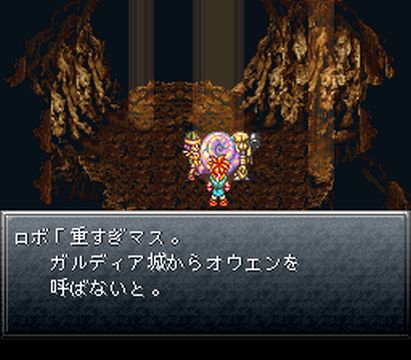 ロボ「重すぎマス。
ガルディア城からオウエンを
呼ばないと。